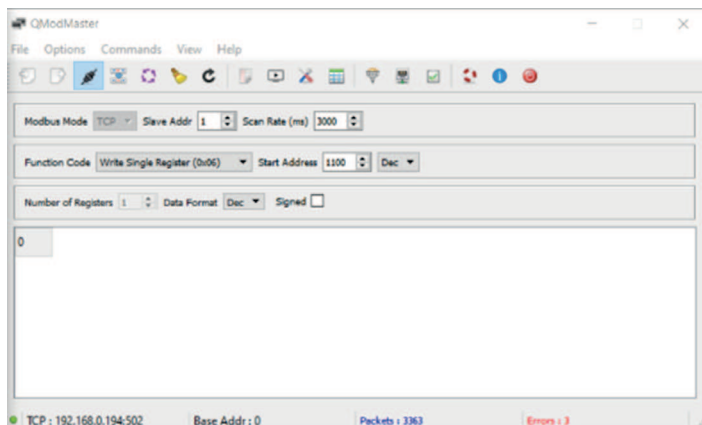 QModMaster
File Options Commands View Help
Modbus Mode TCP Slave Addr 1 Scan Rate (ms) 3000
Function Code Write Single Register (0x06) Start Address 1100 Dec
Number of Registers 1 Data Format Dec Signed
0
TCP : 192.168.0.194:502 Base Addr : 0 Packets : 3363 Errors : 3